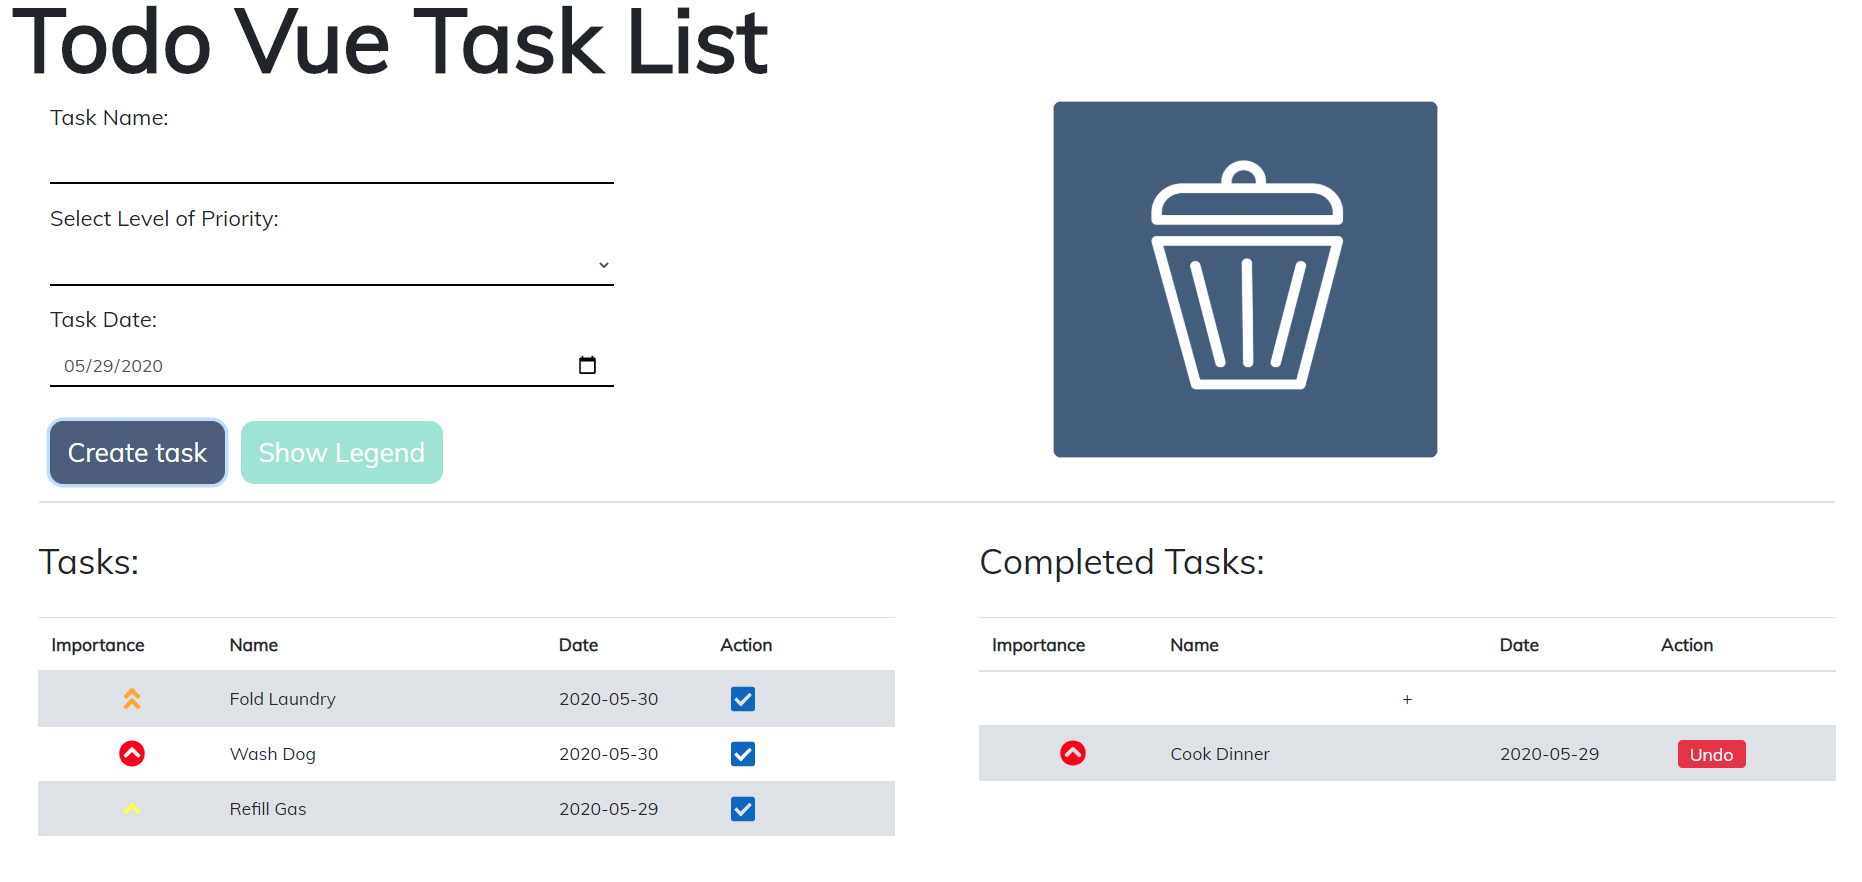 Todo Vue Task List
Task Name:
Select Level of Priority:
Task Date:
05/29/2020
Create task
Show Legend
Tasks:
Importance Name Date Action
Fold Laundry 2020-05-30
Wash Dog 2020-05-30
Refill Gas 2020-05-29
Completed Tasks:
Importance Name Date Action
+
Cook Dinner 2020-05-29 Undo